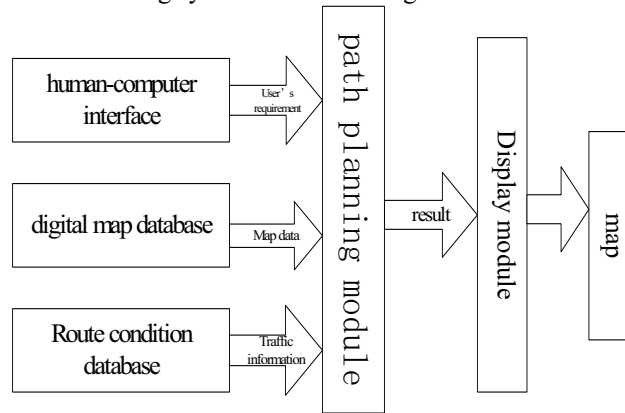 human-computer
interface
User's
requirement
digital map database
Map data
Route condition
database
Traffic
information
path planning module
result
Display module
map